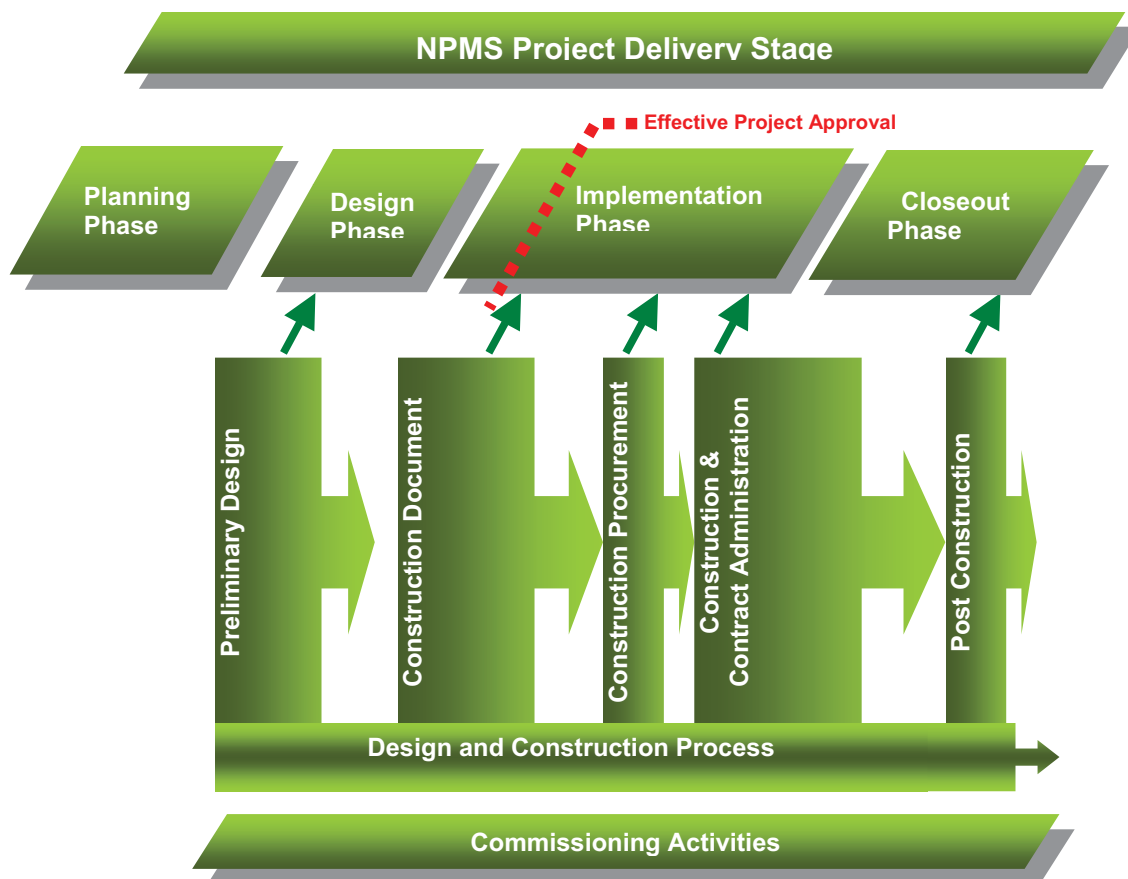 NPMS Project Delivery Stage
Effective Project Approval
Planning
Phase
Design
Phase
Implementation
Phase
Closeout
Phase
Preliminary Design
Construction Document
Construction Procurement
Construction &
Contract Administration
Post Construction
Design and Construction Process
Commissioning Activities